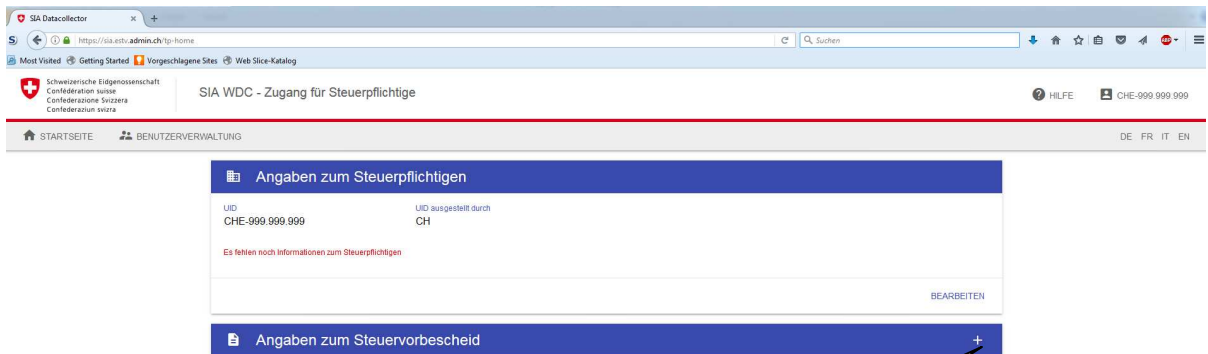 SIA Datacollector × +
https://sia.estv.admin.ch/tp-home Suchen
Most Visited Getting Started Vorgeschlagene Sites Web Slice-Katalog
Schweizerische Eidgenossenschaft
Confédération suisse
Confederazione Svizzera
Confederaziun svizra
SIA WDC - Zugang für Steuerpflichtige
? HILFE CHE-999.999.999
STARTSEITE BENUTZERVERWALTUNG DE FR IT EN
Angaben zum Steuerpflichtigen
UID UID ausgestellt durch
CHE-999.999.999 CH
Es fehlen noch Informationen zum Steuerpflichtigen
BEARBEITEN
Angaben zum Steuervorbescheid +